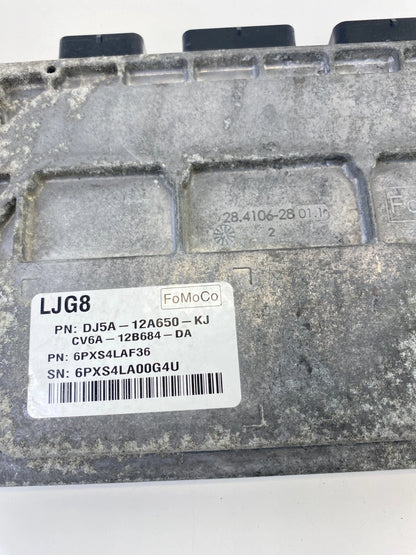 28.4106-28 01.1
2
F
LJG8
FoMoCo
PN: DJ5A-12A650-KJ
CV6A-12B684-DA
PN: 6PXS4LAF36
SN: 6PXS4LA00G4U